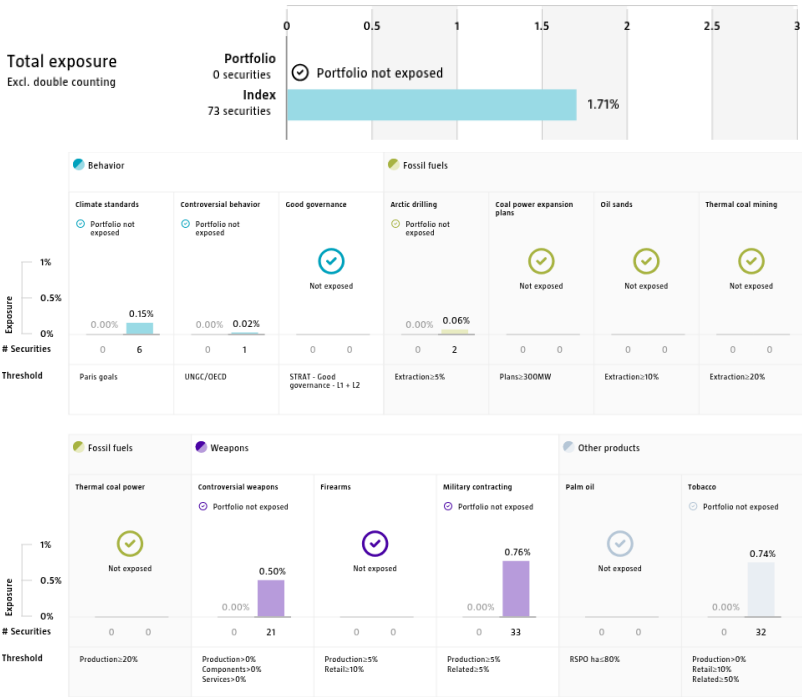 0 0.5 1 1.5 2 2.5 3
Total exposure
Excl. double counting
Portfolio
0 securities
Portfolio not exposed
Index
73 securities
1.71%
Behavior
Fossil fuels
Climate standards
Controversial behavior
Good governance
Arctic drilling
Coal power expansion
plans
Oil sands
Thermal coal mining
Portfolio not
exposed
Portfolio not
exposed
Portfolio not
exposed
Not exposed
Not exposed
Not exposed
Not exposed
Exposure
1%
0.5%
0%
0.00% 0.15%
0.00% 0.02%
0.00% 0.06%
# Securities 0 6 0 1 0 0 0 2 0 0 0 0 0 0
Threshold
Paris goals
UNGC/OECD
STRAT - Good
governance - L1 + L2
Extraction≥5%
Plans≥300MW
Extraction≥10%
Extraction≥20%
Fossil fuels
Weapons
Other products
Thermal coal power
Controversial weapons
Firearms
Military contracting
Palm oil
Tobacco
Portfolio not exposed
Portfolio not exposed
Portfolio not exposed
Not exposed
Not exposed
Not exposed
Exposure
1%
0.5%
0%
0.00% 0.50%
0.00% 0.76%
0.00% 0.74%
# Securities 0 0 0 21 0 0 0 33 0 0 0 32
Threshold
Production≥20%
Production>0%
Components>0%
Services>0%
Production≥5%
Retail≥10%
Production≥5%
Related≥5%
RSPO ha≤80%
Production>0%
Retail≥10%
Related≥50%